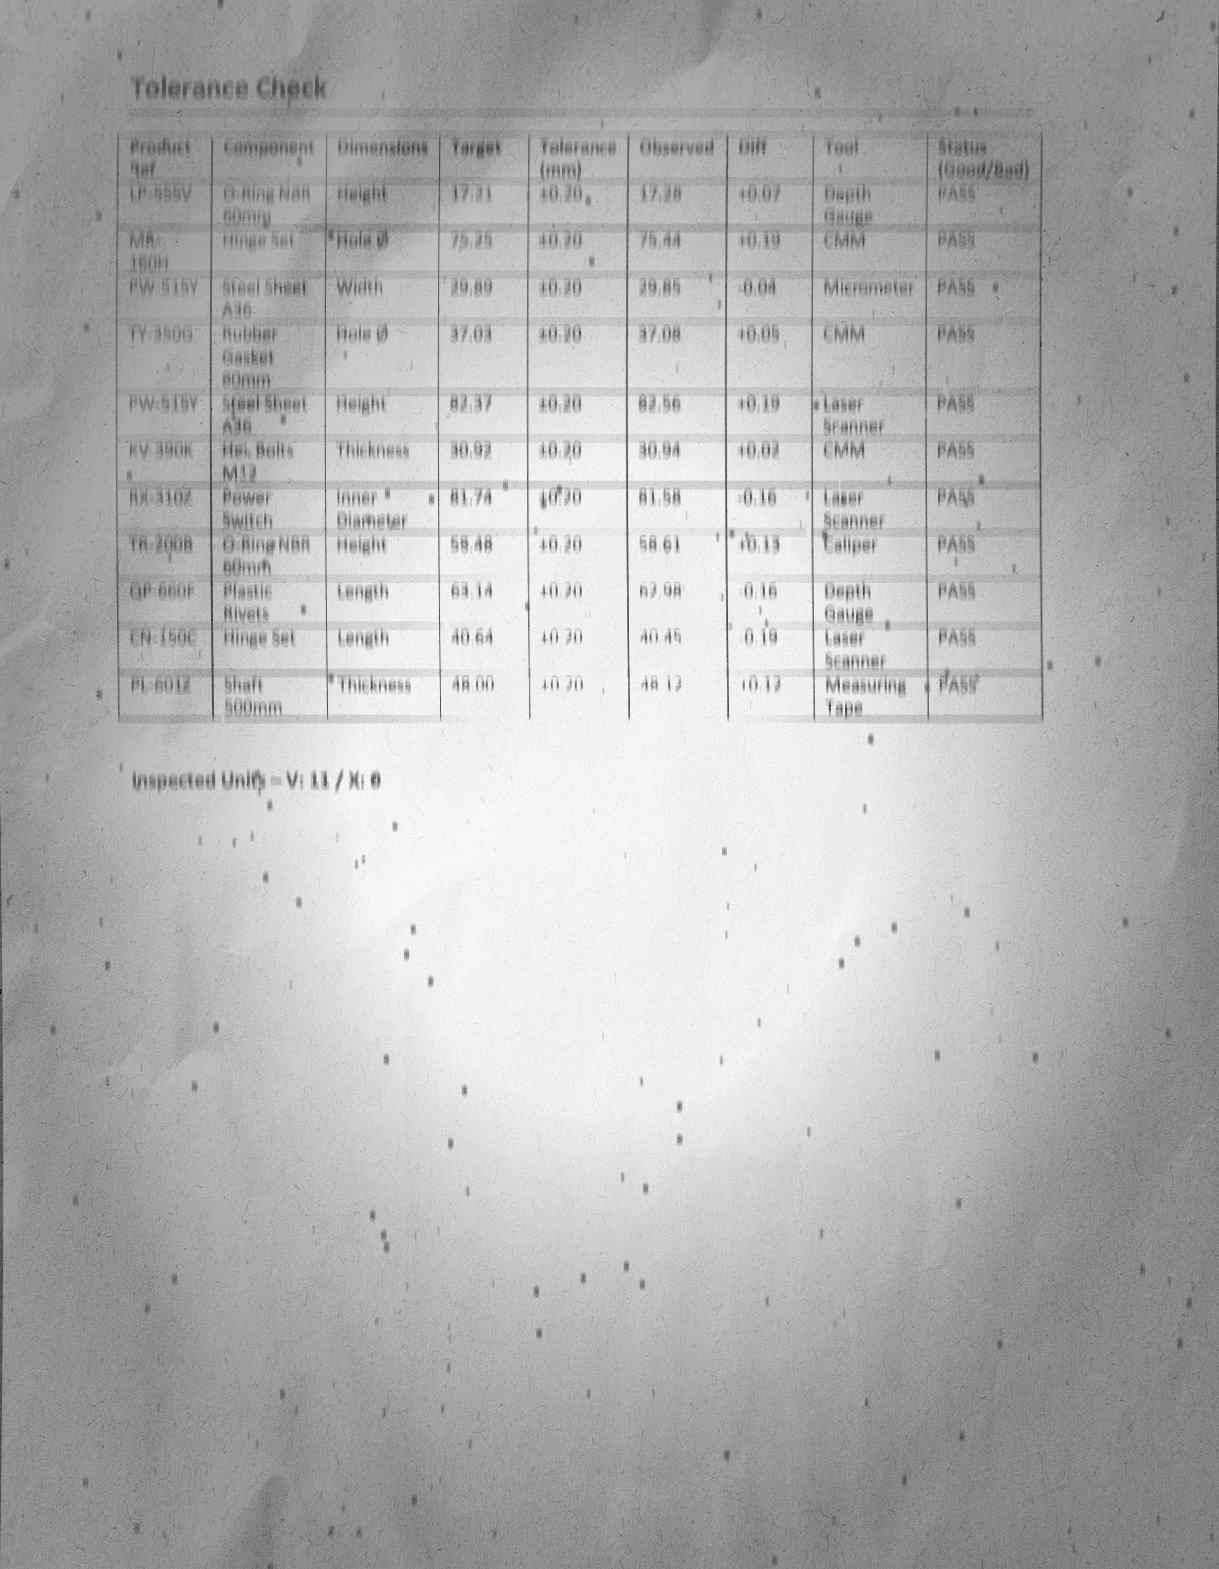 Tolerance Check
Product Ref Component Dimensions Target Tolerance (mm) Observed Diff Tool Status (Good/Bad)
LP-555V O-Ring NBR 60mm Height 17.21 ±0.20 17.28 +0.07 Depth Gauge PASS
Hinge Set Hole Ø 75.25 ±0.20 75.44 +0.19 CMM PASS
PW-515Y Steel Sheet A36 Width 29.89 ±0.20 29.85 -0.04 Micrometer PASS
TY-350G Rubber Gasket 80mm Hole Ø 37.03 ±0.20 37.08 +0.05 CMM PASS
PW-515Y Steel Sheet A36 Height 82.37 ±0.20 82.56 +0.19 Laser Scanner PASS
KV-390K Hex Bolts M12 Thickness 30.92 ±0.20 30.94 +0.02 CMM PASS
RX-310Z Power Switch Inner Diameter 81.74 ±0.20 81.58 -0.16 Laser Scanner PASS
TR-200B O-Ring NBR 60mm Height 58.48 ±0.20 58.61 +0.13 Caliper PASS
QP-660F Plastic Rivets Length 63.14 ±0.20 62.98 -0.16 Depth Gauge PASS
CN-150C Hinge Set Length 40.64 ±0.20 40.45 -0.19 Laser Scanner PASS
PL-601Z Shaft 500mm Thickness 48.00 ±0.20 48.12 +0.12 Measuring Tape PASS
Inspected Units – V: 11 / X: 0